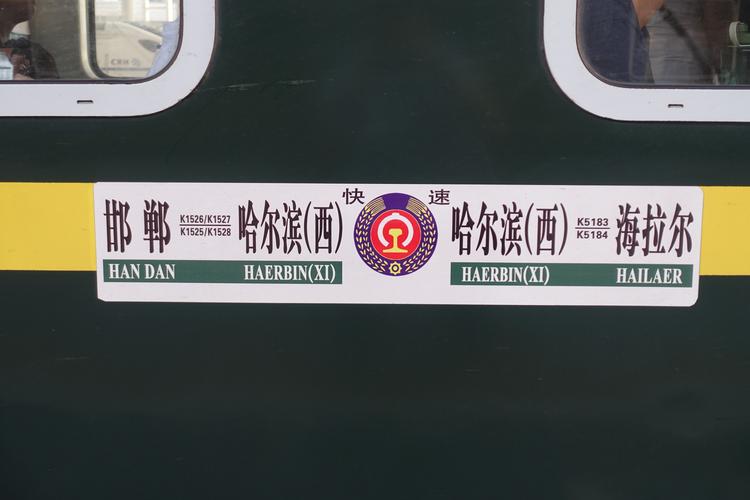 快 速
邯 郸 K1526/K1527 哈尔滨(西) 哈尔滨(西) K5183 海拉尔
K1525/K1528 K5184
HAN DAN HAERBIN(XI) HAERBIN(XI) HAILAER
CRH